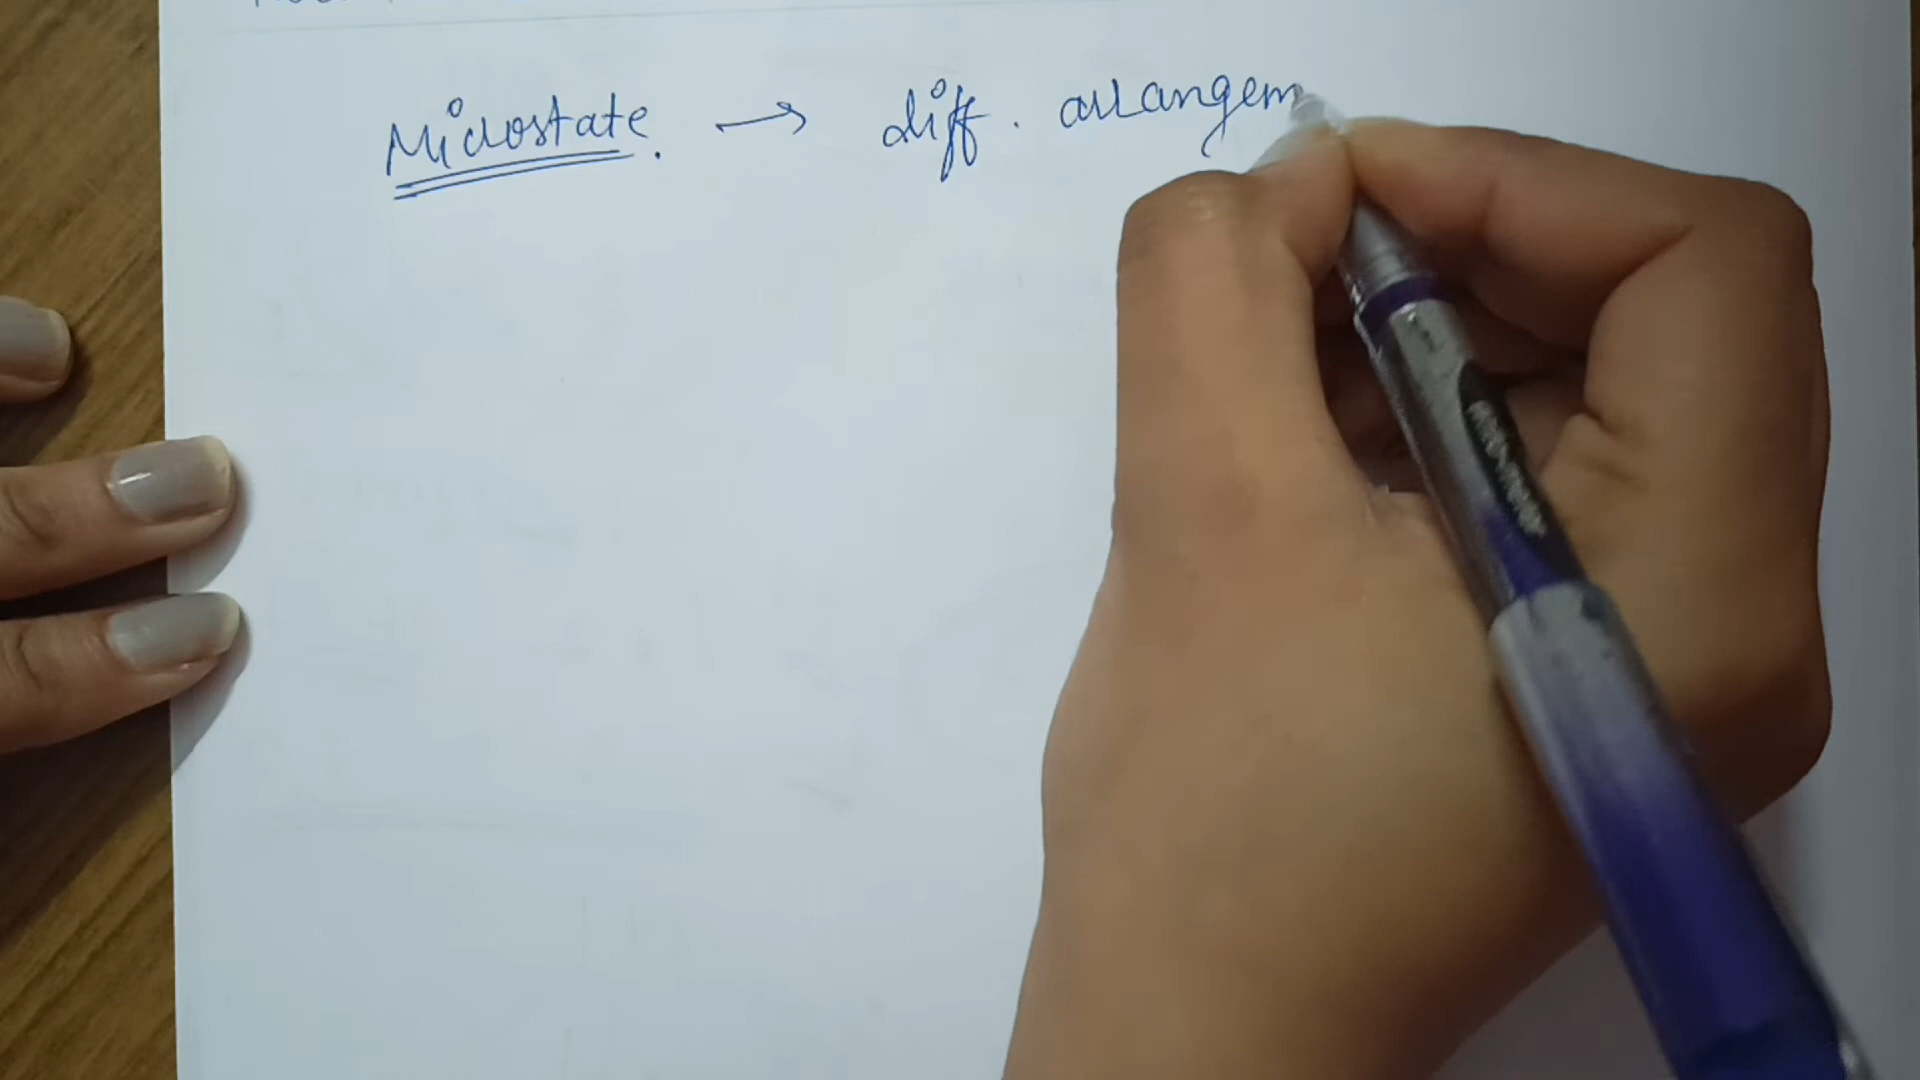 Microstate. → diff. arrangem